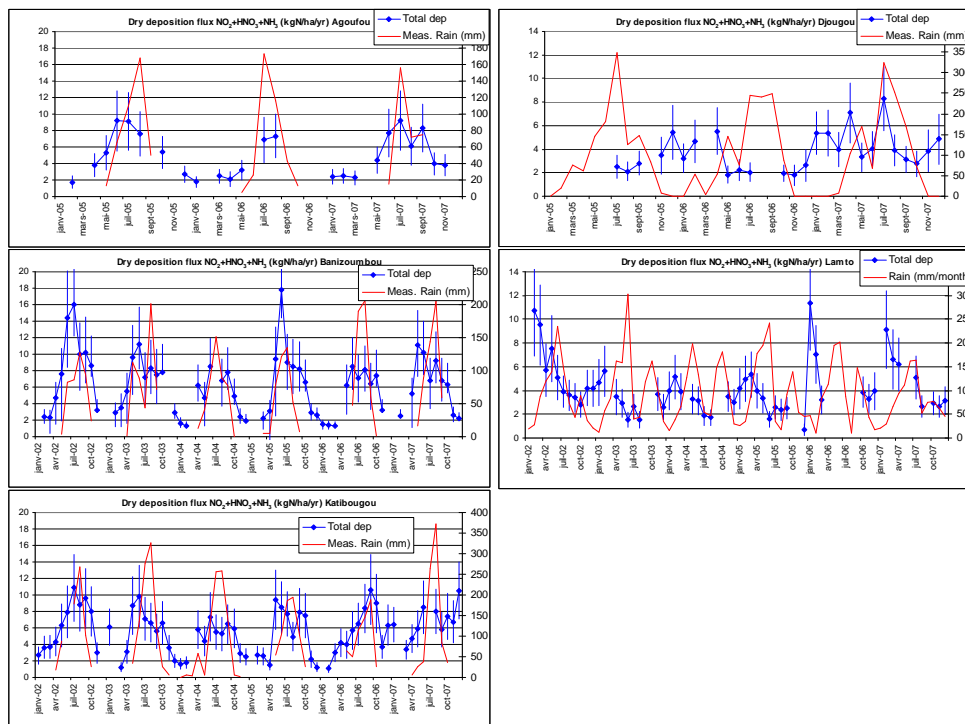 Dry deposition flux NO2+HNO3+NH3 (kgN/ha/yr) Agoufou
Total dep
Meas. Rain (mm)
20
18
16
14
12
10
8
6
4
2
0
200
180
160
140
120
100
80
60
40
20
0
janv-05
mars-05
mai-05
juil-05
sept-05
nov-05
janv-06
mars-06
mai-06
juil-06
sept-06
nov-06
janv-07
mars-07
mai-07
juil-07
sept-07
nov-07
Dry deposition flux NO2+HNO3+NH3 (kgN/ha/yr) Djougou
Total dep
Meas. Rain (mm)
14
12
10
8
6
4
2
0
janv-05
mars-05
mai-05
juil-05
sept-05
nov-05
janv-06
mars-06
mai-06
juil-06
sept-06
nov-06
janv-07
mars-07
mai-07
juil-07
sept-07
nov-07
Dry deposition flux NO2+HNO3+NH3 (kgN/ha/yr) Banizoumbou
Total dep
Meas. Rain (mm)
20
18
16
14
12
10
8
6
4
2
0
250
200
150
100
50
0
janv-02
avr-02
juil-02
oct-02
janv-03
avr-03
juil-03
oct-03
janv-04
avr-04
juil-04
oct-04
janv-05
avr-05
juil-05
oct-05
janv-06
avr-06
juil-06
oct-06
janv-07
avr-07
juil-07
oct-07
Dry deposition flux NO2+HNO3+NH3 (kgN/ha/yr) Lamto
Total dep
Rain (mm/month)
14
12
10
8
6
4
2
0
janv-02
avr-02
juil-02
oct-02
janv-03
avr-03
juil-03
oct-03
janv-04
avr-04
juil-04
oct-04
janv-05
avr-05
juil-05
oct-05
janv-06
avr-06
juil-06
oct-06
janv-07
avr-07
juil-07
oct-07
Dry deposition flux NO2+HNO3+NH3 (kgN/ha/yr) Katibougou
Total dep
Meas. Rain (mm)
20
18
16
14
12
10
8
6
4
2
0
400
350
300
250
200
150
100
50
0
janv-02
avr-02
juil-02
oct-02
janv-03
avr-03
juil-03
oct-03
janv-04
avr-04
juil-04
oct-04
janv-05
avr-05
juil-05
oct-05
janv-06
avr-06
juil-06
oct-06
janv-07
avr-07
juil-07
oct-07